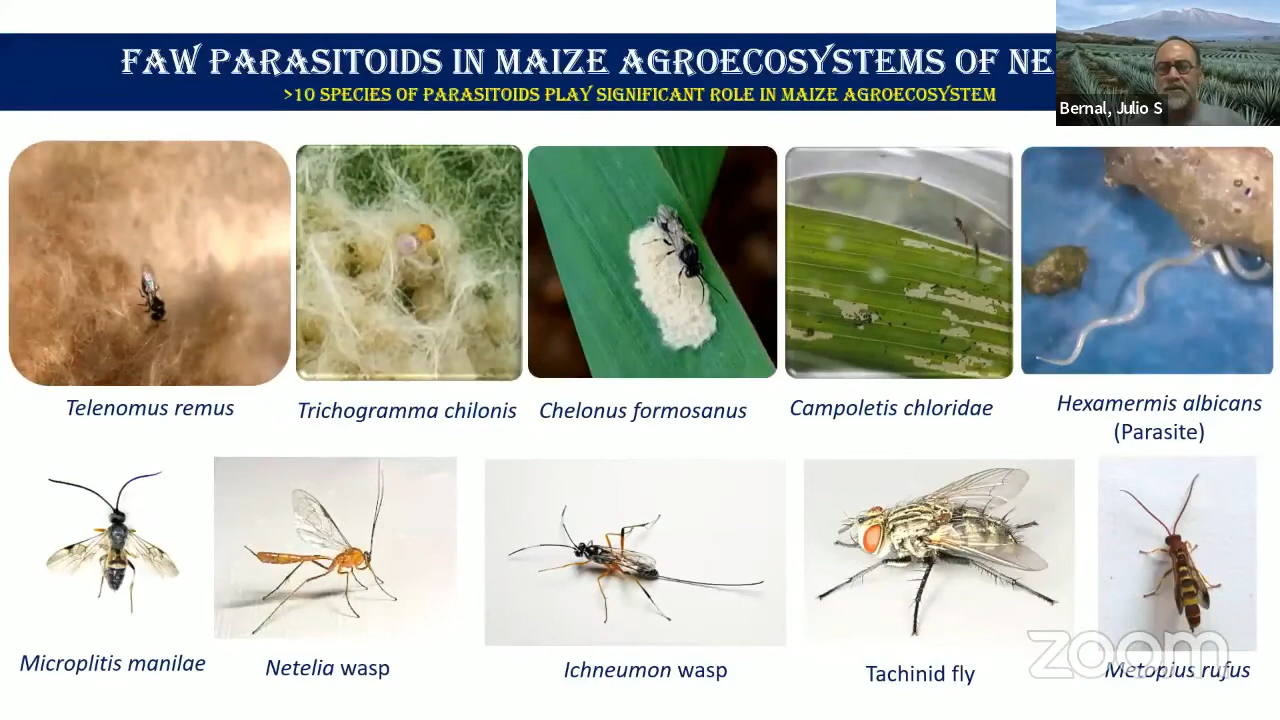 FAW PARASITOIDS IN MAIZE AGROECOSYSTEMS OF NE
>10 SPECIES OF PARASITOIDS PLAY SIGNIFICANT ROLE IN MAIZE AGROECOSYSTEM
Bernal, Julio S
Telenomus remus
Trichogramma chilonis
Chelonus formosanus
Campoletis chloridae
Hexamermis albicans
(Parasite)
Microplitis manilae
Netelia wasp
Ichneumon wasp
Tachinid fly
Metopius rufus
zoom